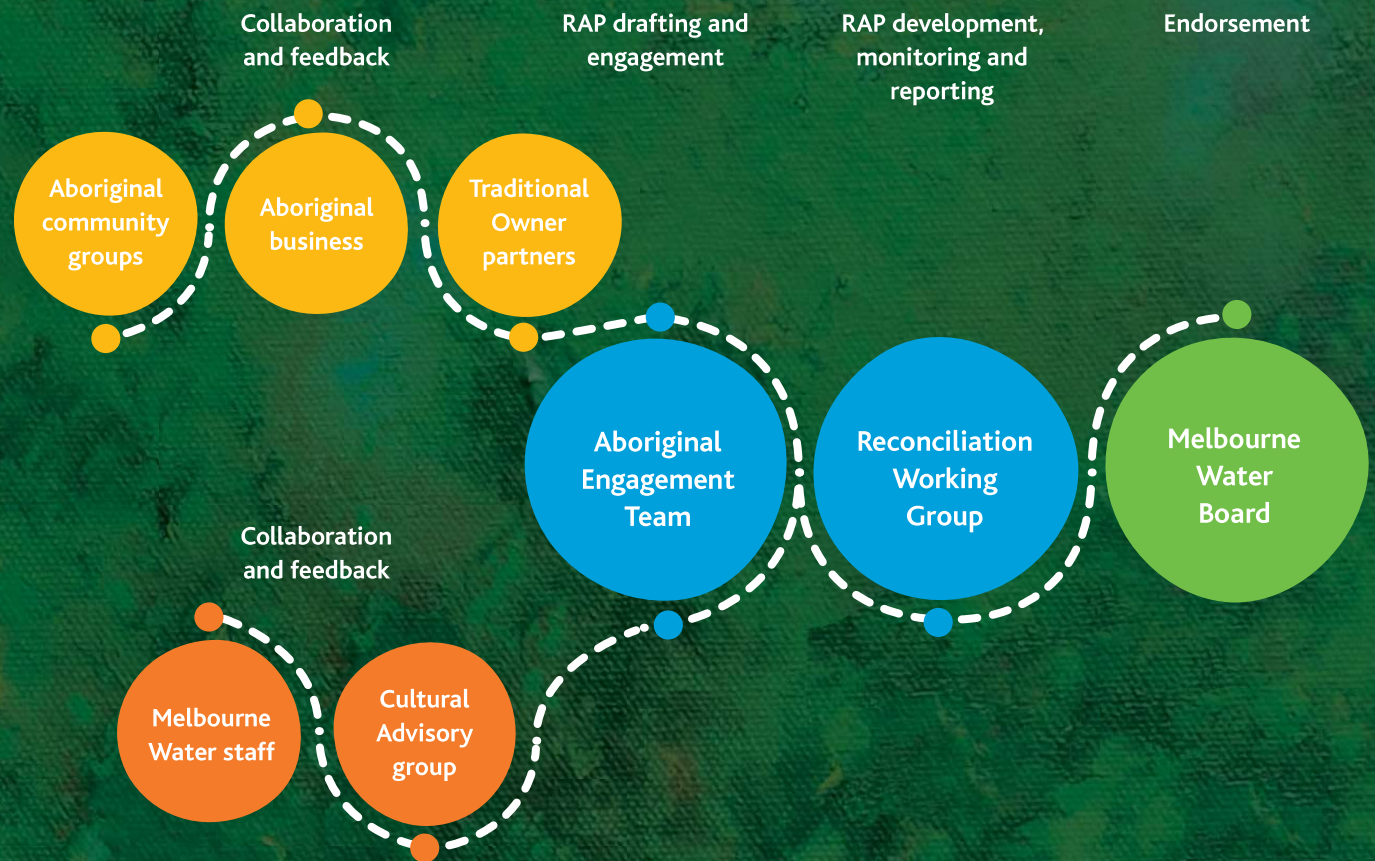 Collaboration
and feedback
RAP drafting and
engagement
RAP development,
monitoring and
reporting
Endorsement
Aboriginal
community
groups
Aboriginal
business
Traditional
Owner
partners
Aboriginal
Engagement
Team
Reconciliation
Working
Group
Melbourne
Water
Board
Collaboration
and feedback
Melbourne
Water staff
Cultural
Advisory
group